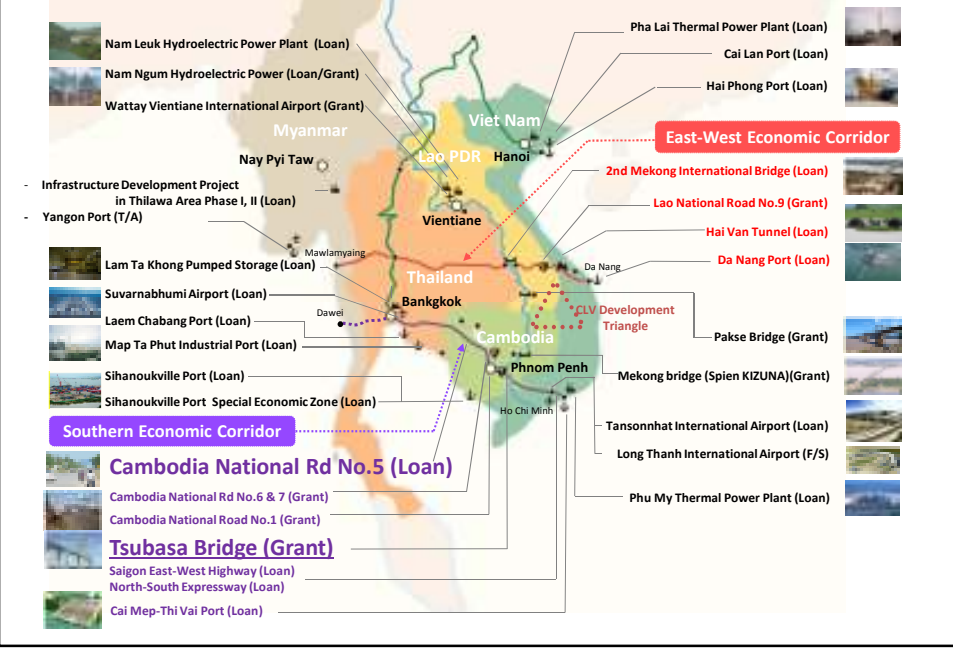 Nam Leuk Hydroelectric Power Plant (Loan)
Nam Ngum Hydroelectric Power (Loan/Grant)
Wattay Vientiane International Airport (Grant)
Myanmar
Nay Pyi Taw
- Infrastructure Development Project
in Thilawa Area Phase I, II (Loan)
- Yangon Port (T/A)
Mawlamyaing
Lam Ta Khong Pumped Storage (Loan)
Suvarnabhumi Airport (Loan)
Dawei
Laem Chabang Port (Loan)
Map Ta Phut Industrial Port (Loan)
Sihanoukville Port (Loan)
Sihanoukville Port Special Economic Zone (Loan)
Southern Economic Corridor
Cambodia National Rd No.5 (Loan)
Cambodia National Rd No.6 & 7 (Grant)
Cambodia National Road No.1 (Grant)
Tsubasa Bridge (Grant)
Saigon East-West Highway (Loan)
North-South Expressway (Loan)
Cai Mep-Thi Vai Port (Loan)
Viet Nam
Lao PDR
Hanoi
Vientiane
Thailand
Bankgkok
Cambodia
Phnom Penh
Ho Chi Minh
Da Nang
CLV Development
Triangle
Pha Lai Thermal Power Plant (Loan)
Cai Lan Port (Loan)
Hai Phong Port (Loan)
East-West Economic Corridor
2nd Mekong International Bridge (Loan)
Lao National Road No.9 (Grant)
Hai Van Tunnel (Loan)
Da Nang Port (Loan)
Pakse Bridge (Grant)
Mekong bridge (Spien KIZUNA)(Grant)
Tansonnhat International Airport (Loan)
Long Thanh International Airport (F/S)
Phu My Thermal Power Plant (Loan)